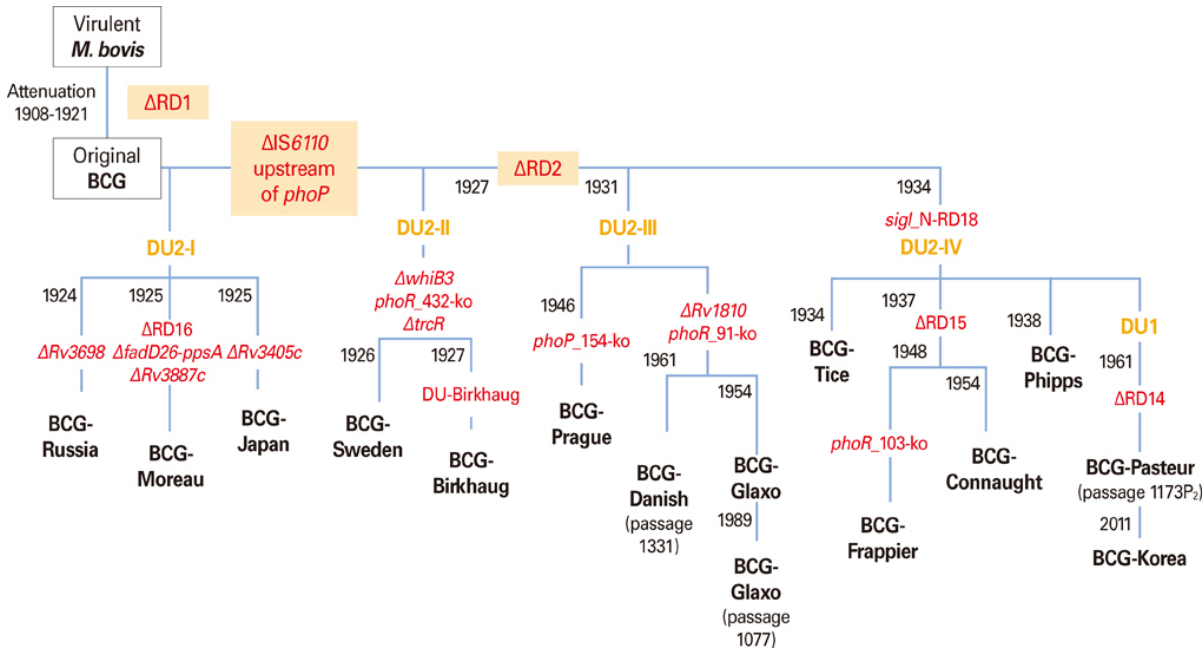 Virulent
M. bovis
Attenuation
1908-1921
ΔRD1
Original
BCG
ΔIS6110
upstream
of phoP
1927
ΔRD2
1931
1934
sigI_N-RD18
DU2-I
DU2-II
DU2-III
DU2-IV
1924
1925
1925
ΔRv3698
ΔRD16
ΔfadD26-ppsA
ΔRv3887c
ΔRv3405c
BCG-
Russia
BCG-
Moreau
BCG-
Japan
ΔwhiB3
phoR_432-ko
ΔtrcR
1926
1927
DU-Birkhaug
BCG-
Sweden
BCG-
Birkhaug
1946
phoP_154-ko
BCG-
Prague
ΔRv1810
phoR_91-ko
1961
1954
BCG-
Danish
(passage
1331)
BCG-
Glaxo
1989
BCG-
Glaxo
(passage
1077)
1934
BCG-
Tice
1937
ΔRD15
1948
1954
phoR_103-ko
BCG-
Frappier
BCG-
Connaught
1938
BCG-
Phipps
DU1
1961
ΔRD14
BCG-Pasteur
(passage 1173P₂)
2011
BCG-Korea